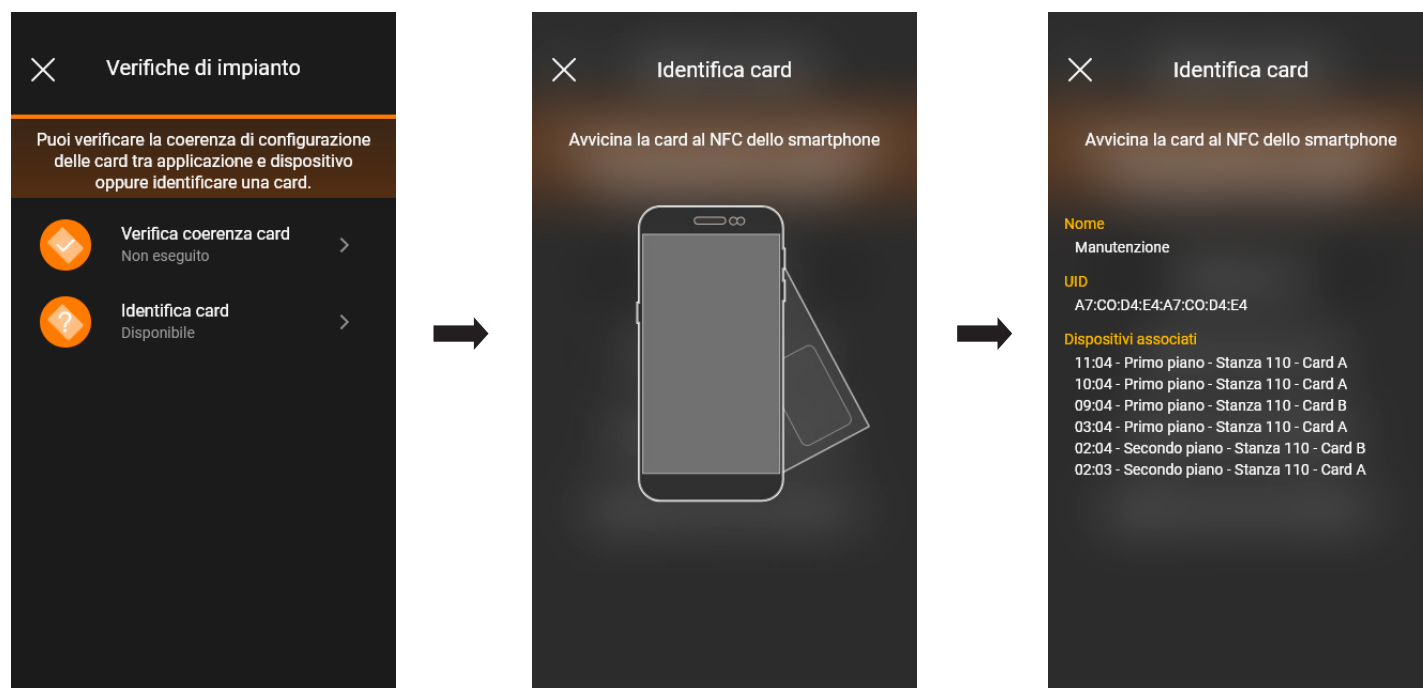 Verifiche di impianto
Puoi verificare la coerenza di configurazione
delle card tra applicazione e dispositivo
oppure identificare una card.
Verifica coerenza card
Non eseguito
Identifica card
Disponibile
Identifica card
Avvicina la card al NFC dello smartphone
Identifica card
Avvicina la card al NFC dello smartphone
Nome
Manutenzione
UID
A7:CO:D4:E4:A7:CO:D4:E4
Dispositivi associati
11:04 - Primo piano - Stanza 110 - Card A
10:04 - Primo piano - Stanza 110 - Card A
09:04 - Primo piano - Stanza 110 - Card B
03:04 - Primo piano - Stanza 110 - Card A
02:04 - Secondo piano - Stanza 110 - Card B
02:03 - Secondo piano - Stanza 110 - Card A